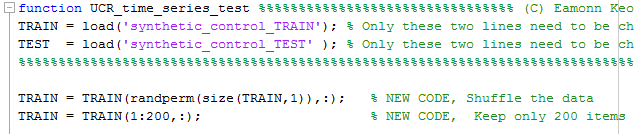 function UCR_time_series_test %%%%%%%%%%%%%%%%%%%%%%%%%%%%%%%% (C) Eamonn Keo
TRAIN = load('synthetic_control_TRAIN'); % Only these two lines need to be ch
TEST = load('synthetic_control_TEST' ); % Only these two lines need to be ch
%%%%%%%%%%%%%%%%%%%%%%%%%%%%%%%%%%%%%%%%%%%%%%%%%%%%%%%%%%%%%%%%%%%%%%%%%%%%%%%
TRAIN = TRAIN(randperm(size(TRAIN,1)),:); % NEW CODE, Shuffle the data
TRAIN = TRAIN(1:200,:); % NEW CODE, Keep only 200 items